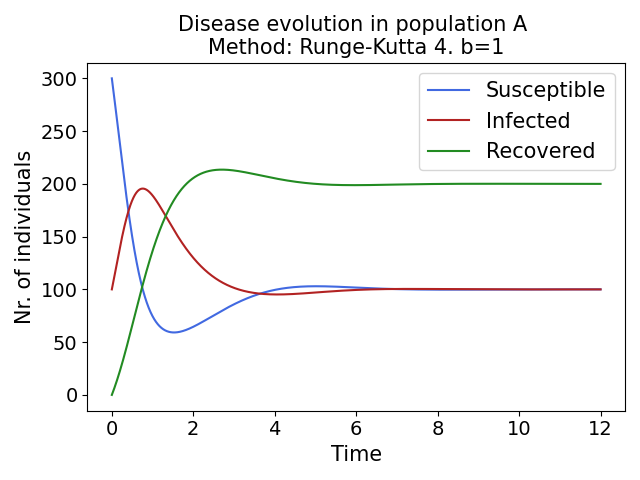 Disease evolution in population A
Method: Runge-Kutta 4. b=1
Susceptible
Infected
Recovered
Nr. of individuals
300
250
200
150
100
50
0
0 2 4 6 8 10 12
Time